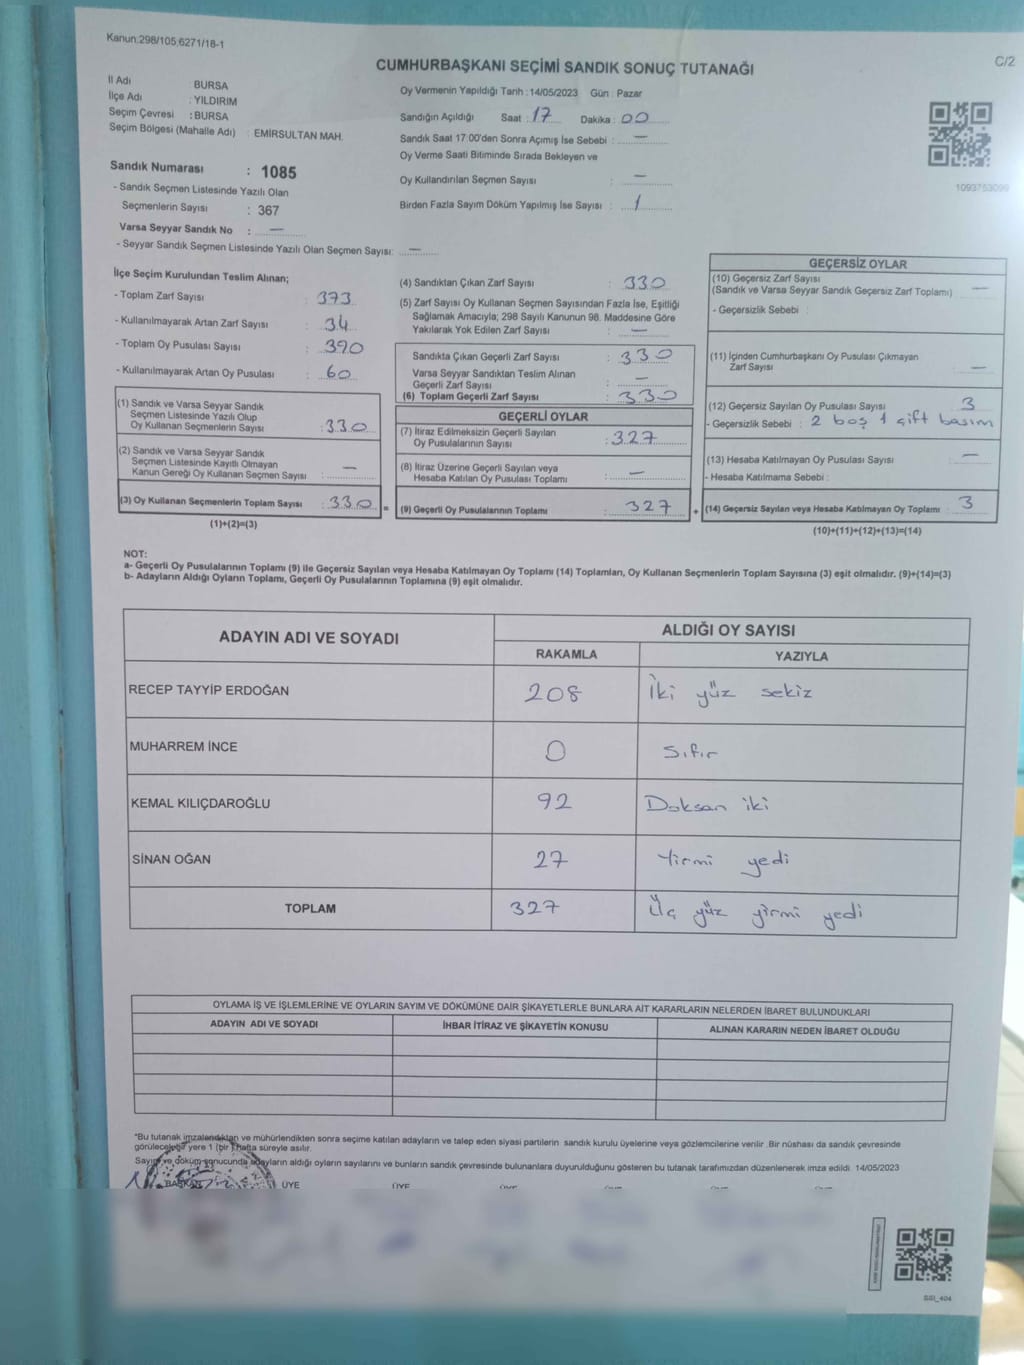 Kanun:298/105,6271/18-1
C/2
CUMHURBAŞKANI SEÇİMİ SANDIK SONUÇ TUTANAĞI
İl Adı : BURSA
İlçe Adı : YILDIRIM
Seçim Çevresi : BURSA
Seçim Bölgesi (Mahalle Adı) : EMİRSULTAN MAH.
Oy Vermenin Yapıldığı Tarih :14/05/2023 Gün : Pazar
Sandığın Açıldığı Saat : 17 Dakika : 00
Sandık Saat 17:00'den Sonra Açımış İse Sebebi : —
Oy Verme Saati Bitiminde Sırada Bekleyen ve
Oy Kullandırılan Seçmen Sayısı : —
Birden Fazla Sayım Döküm Yapılmış İse Sayısı : 1
1093753099
Sandık Numarası : 1085
- Sandık Seçmen Listesinde Yazılı Olan
Seçmenlerin Sayısı : 367
Varsa Seyyar Sandık No : —
- Seyyar Sandık Seçmen Listesinde Yazılı Olan Seçmen Sayısı: —
İlçe Seçim Kurulundan Teslim Alınan;
- Toplam Zarf Sayısı : 373
- Kullanılmayarak Artan Zarf Sayısı : 34
- Toplam Oy Pusulası Sayısı : 390
- Kullanılmayarak Artan Oy Pusulası : 60
(1) Sandık ve Varsa Seyyar Sandık
Seçmen Listesinde Yazılı Olup
Oy Kullanan Seçmenlerin Sayısı :330
(2) Sandık ve Varsa Seyyar Sandık
Seçmen Listesinde Kayıtlı Olmayan
Kanun Gereği Oy Kullanan Seçmen Sayısı : —
(3) Oy Kullanan Seçmenlerin Toplam Sayısı : 330 =
(1)+(2)=(3)
(4) Sandıktan Çıkan Zarf Sayısı : 330
(5) Zarf Sayısı Oy Kullanan Seçmen Sayısından Fazla İse, Eşitliği
Sağlamak Amacıyla; 298 Sayılı Kanunun 98. Maddesine Göre
Yakılarak Yok Edilen Zarf Sayısı : —
Sandıkta Çıkan Geçerli Zarf Sayısı : 330
Varsa Seyyar Sandıktan Teslim Alınan
Geçerli Zarf Sayısı : —
(6) Toplam Geçerli Zarf Sayısı : 330
GEÇERLİ OYLAR
(7) İtiraz Edilmeksizin Geçerli Sayılan
Oy Pusulalarının Sayısı : 327
(8) İtiraz Üzerine Geçerli Sayılan veya
Hesaba Katılan Oy Pusulası Toplamı : —
(9) Geçerli Oy Pusulalarının Toplamı : 327 +
GEÇERSİZ OYLAR
(10) Geçersiz Zarf Sayısı
(Sandık ve Varsa Seyyar Sandık Geçersiz Zarf Toplamı) : —
- Geçersizlik Sebebi :
(11) İçinden Cumhurbaşkanı Oy Pusulası Çıkmayan
Zarf Sayısı : —
(12) Geçersiz Sayılan Oy Pusulası Sayısı : 3
- Geçersizlik Sebebi : 2 boş 1 çift basım
(13) Hesaba Katılmayan Oy Pusulası Sayısı : —
- Hesaba Katılmama Sebebi :
(14) Geçersiz Sayılan veya Hesaba Katılmayan Oy Toplamı : 3
(10)+(11)+(12)+(13)=(14)
NOT:
a- Geçerli Oy Pusulalarının Toplamı (9) ile Geçersiz Sayılan veya Hesaba Katılmayan Oy Toplamı (14) Toplamları, Oy Kullanan Seçmenlerin Toplam Sayısına (3) eşit olmalıdır. (9)+(14)=(3)
b- Adayların Aldığı Oyların Toplamı, Geçerli Oy Pusulalarının Toplamına (9) eşit olmalıdır.
ADAYIN ADI VE SOYADI ALDIĞI OY SAYISI
RAKAMLA YAZIYLA
RECEP TAYYİP ERDOĞAN 208 İki yüz sekiz
MUHARREM İNCE 0 Sıfır
KEMAL KILIÇDAROĞLU 92 Doksan iki
SİNAN OĞAN 27 Yirmi yedi
TOPLAM 327 Üç yüz yirmi yedi
OYLAMA İŞ VE İŞLEMLERİNE VE OYLARIN SAYIM VE DÖKÜMÜNE DAİR ŞİKAYETLERLE BUNLARA AİT KARARLARIN NELERDEN İBARET BULUNDUKLARI
ADAYIN ADI VE SOYADI İHBAR İTİRAZ VE ŞİKAYETİN KONUSU ALINAN KARARIN NEDEN İBARET OLDUĞU
*Bu tutanak imzalandıktan ve mühürlendikten sonra seçime katılan adayların ve talep eden siyasi partilerin sandık kurulu üyelerine veya gözlemcilerine verilir .Bir nüshası da sandık çevresinde
görülecek bir yere 1 (bir ) hafta süreyle asılır.
Sayım ve döküm sonucunda adayların aldığı oyların sayılarını ve bunların sandık çevresinde bulunanlara duyurulduğunu gösteren bu tutanak tarafımızdan düzenlenerek imza edildi. 14/05/2023
BAŞKAN ÜYE ÜYE
SSI_404